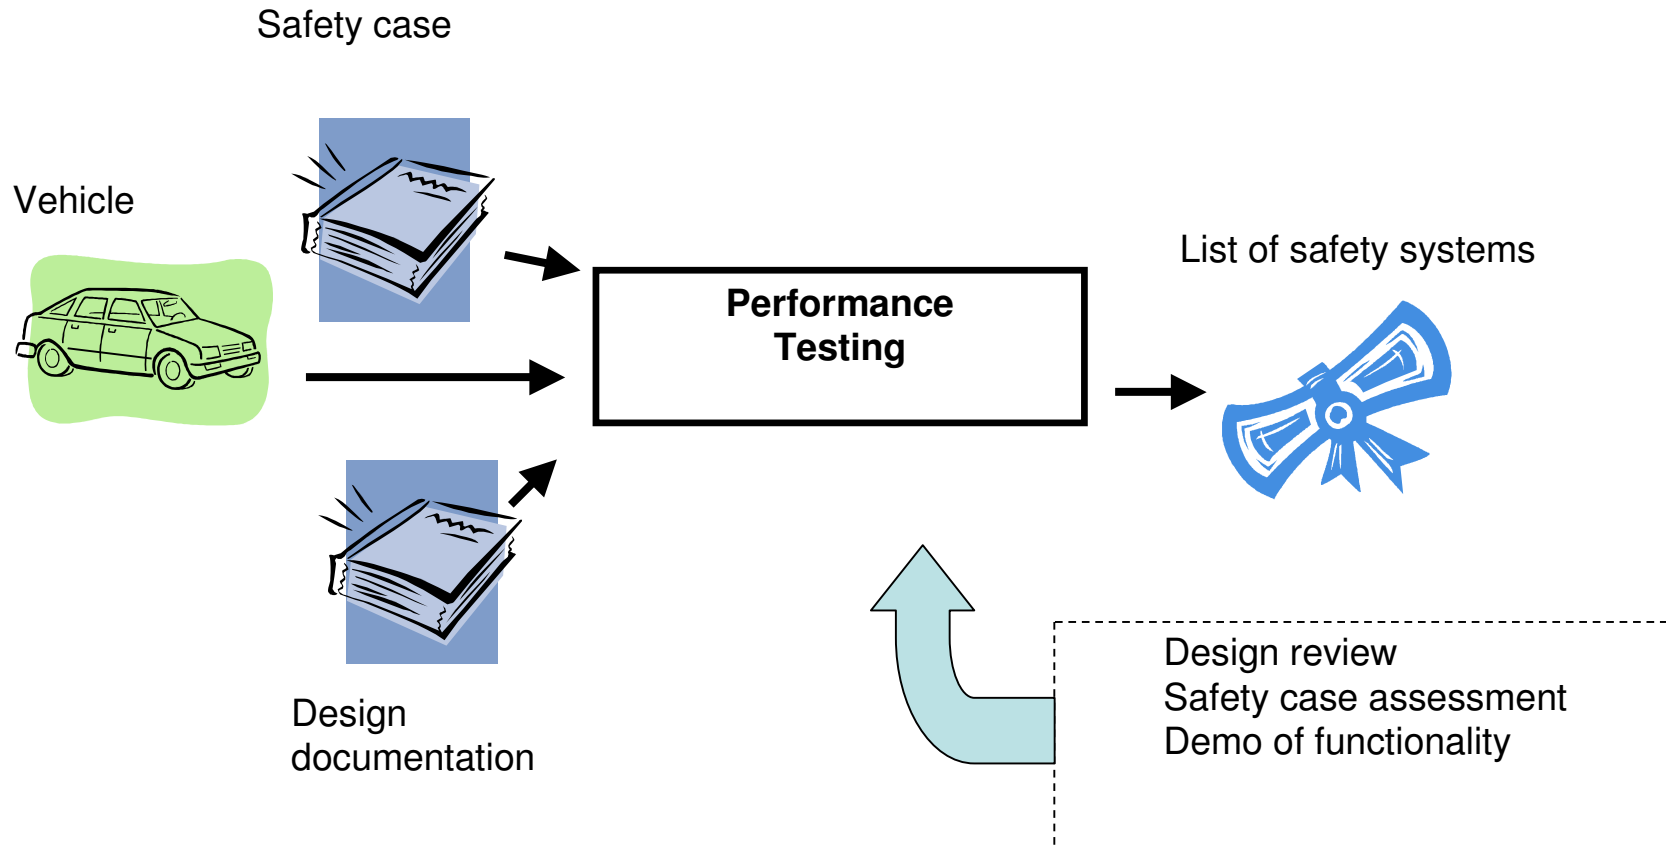 Safety case
Vehicle
List of safety systems
Performance
Testing
Design
documentation
Design review
Safety case assessment
Demo of functionality